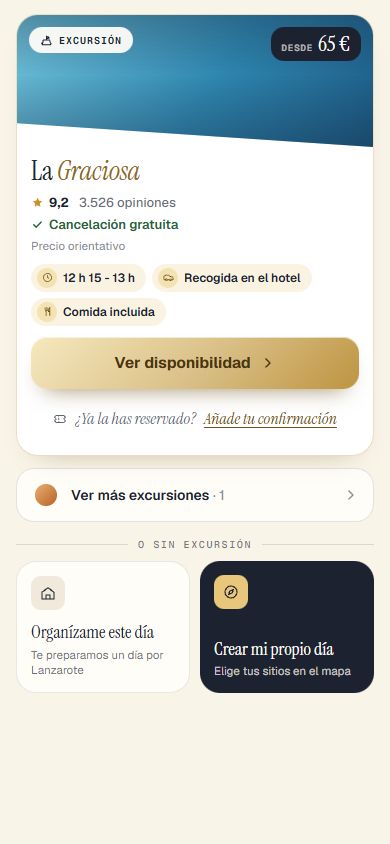 EXCURSIÓN
DESDE 65 €
La Graciosa
9,2 3.526 opiniones
Cancelación gratuita
Precio orientativo
12 h 15 - 13 h
Recogida en el hotel
Comida incluida
Ver disponibilidad
¿Ya la has reservado? Añade tu confirmación
Ver más excursiones · 1
O SIN EXCURSIÓN
Organízame este día
Te preparamos un día por
Lanzarote
Crear mi propio día
Elige tus sitios en el mapa